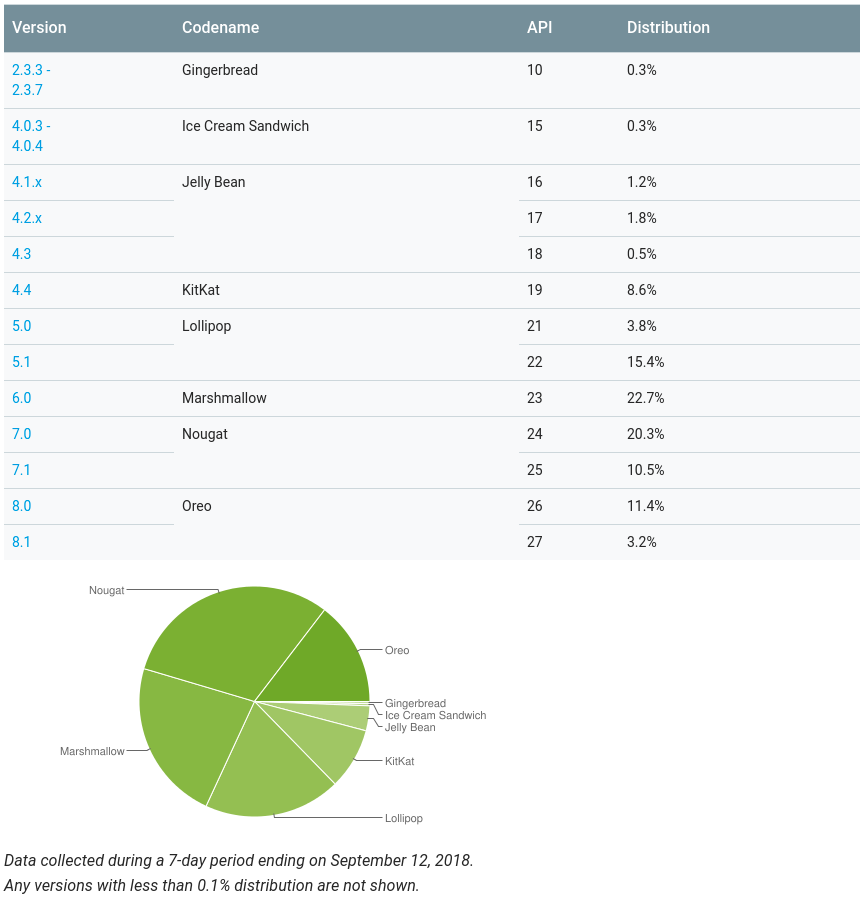 Version Codename API Distribution
2.3.3 - Gingerbread 10 0.3%
2.3.7
4.0.3 - Ice Cream Sandwich 15 0.3%
4.0.4
4.1.x Jelly Bean 16 1.2%
4.2.x 17 1.8%
4.3 18 0.5%
4.4 KitKat 19 8.6%
5.0 Lollipop 21 3.8%
5.1 22 15.4%
6.0 Marshmallow 23 22.7%
7.0 Nougat 24 20.3%
7.1 25 10.5%
8.0 Oreo 26 11.4%
8.1 27 3.2%
Nougat
Oreo
Gingerbread
Ice Cream Sandwich
Jelly Bean
Marshmallow
KitKat
Lollipop
Data collected during a 7-day period ending on September 12, 2018.
Any versions with less than 0.1% distribution are not shown.